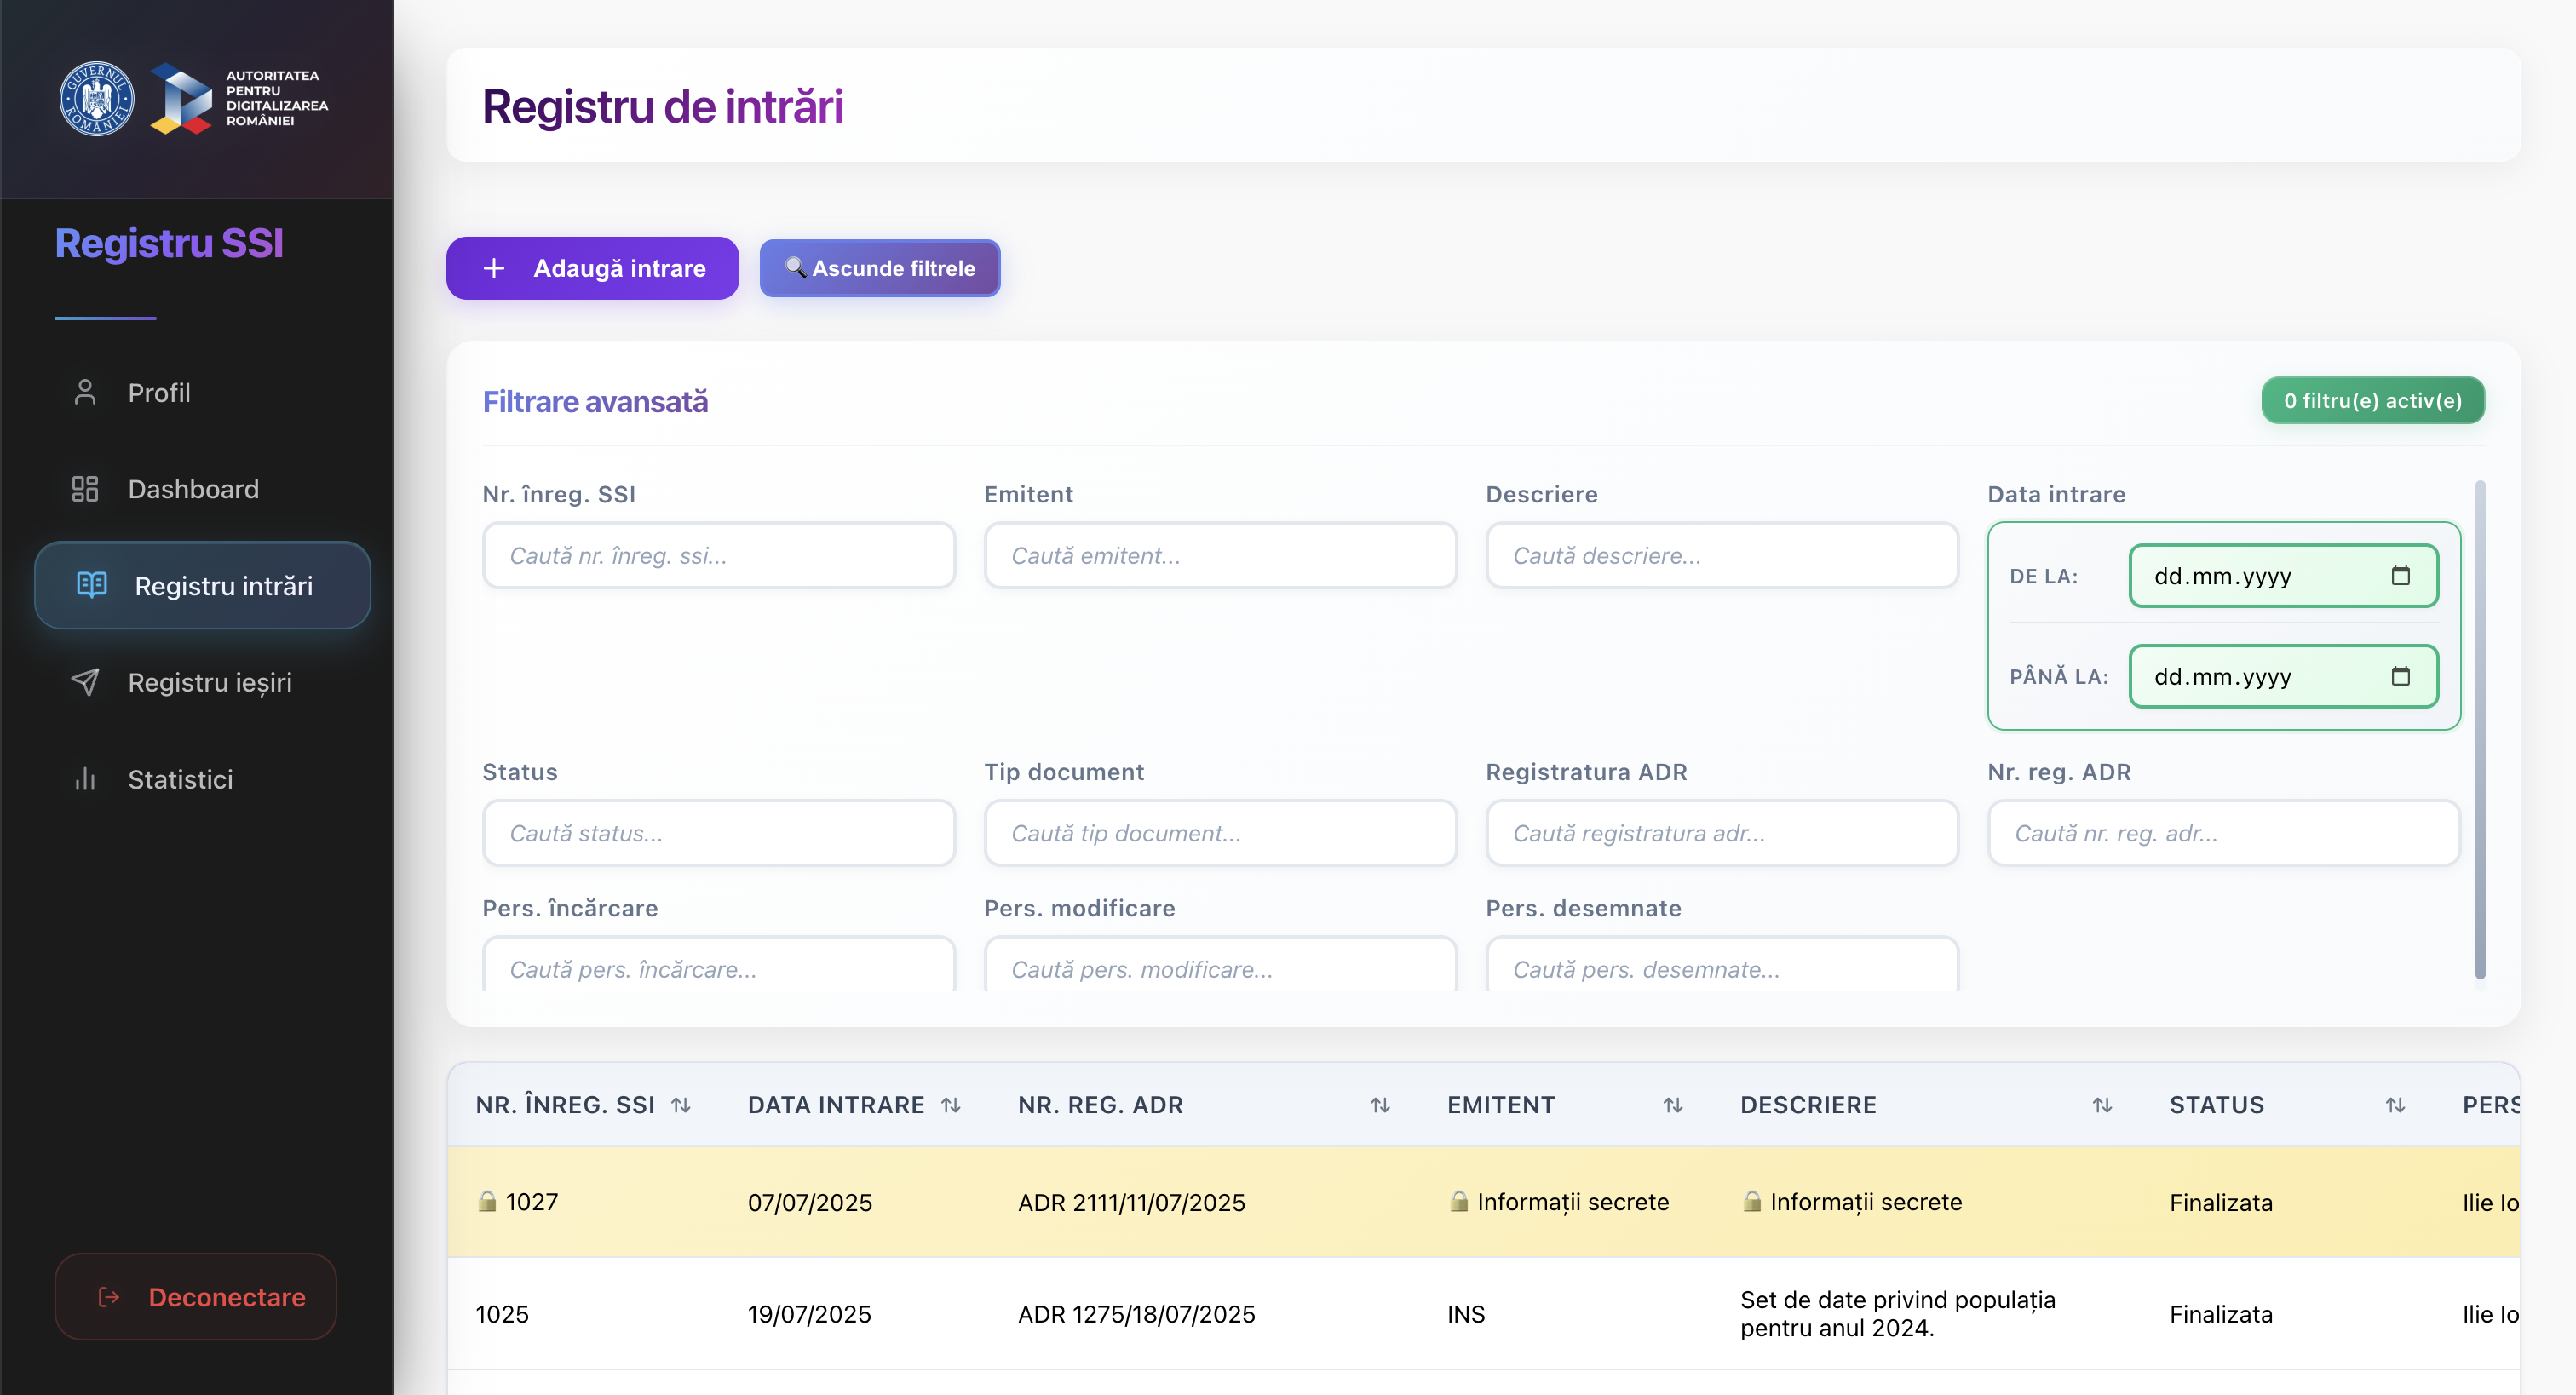 GUVERNUL ROMÂNIEI
AUTORITATEA
PENTRU
DIGITALIZAREA
ROMÂNIEI
Registru SSI
Profil
Dashboard
Registru intrări
Registru ieșiri
Statistici
Deconectare
Registru de intrări
Adaugă intrare
Ascunde filtrele
Filtrare avansată
0 filtru(e) activ(e)
Nr. înreg. SSI
Caută nr. înreg. ssi...
Emitent
Caută emitent...
Descriere
Caută descriere...
Data intrare
DE LA: dd.mm.yyyy
PÂNĂ LA: dd.mm.yyyy
Status
Caută status...
Tip document
Caută tip document...
Registratura ADR
Caută registratura adr...
Nr. reg. ADR
Caută nr. reg. adr...
Pers. încărcare
Caută pers. încărcare...
Pers. modificare
Caută pers. modificare...
Pers. desemnate
Caută pers. desemnate...
NR. ÎNREG. SSI DATA INTRARE NR. REG. ADR EMITENT DESCRIERE STATUS PERS
1027 07/07/2025 ADR 2111/11/07/2025 Informații secrete Informații secrete Finalizata Ilie Io
1025 19/07/2025 ADR 1275/18/07/2025 INS Set de date privind populația
pentru anul 2024. Finalizata Ilie Io